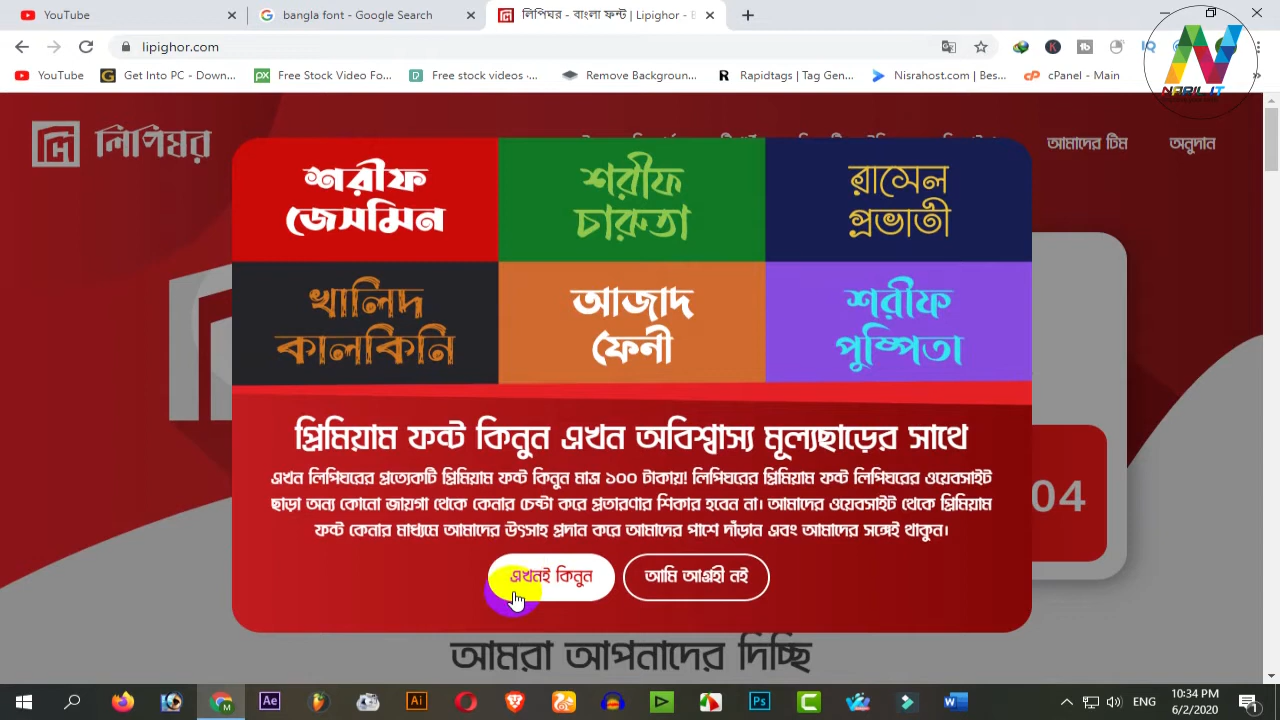 YouTube
bangla font - Google Search
লিপিঘর - বাংলা ফন্ট | Lipighor - B
lipighor.com
YouTube
Get Into PC - Down...
Free Stock Video Fo...
Free stock videos -...
Remove Backgroun...
Rapidtags | Tag Gen...
Nisrahost.com | Bes...
cPanel - Main
NABIL IT
লিপিঘর
আমাদের টিম
অনুদান
শরীফ
জেসমিন
শরীফ
চারুতা
রাসেল
প্রভাতী
খালিদ
কালকিনি
আজাদ
ফেনী
শরীফ
পুষ্পিতা
04
প্রিমিয়াম ফন্ট কিনুন এখন অবিশ্বাস্য মূল্যছাড়ের সাথে
এখন লিপিঘরের প্রত্যেকটি প্রিমিয়াম ফন্ট কিনুন মাত্র ১০০ টাকায়! লিপিঘরের প্রিমিয়াম ফন্ট লিপিঘরের ওয়েবসাইট
ছাড়া অন্য কোনো জায়গা থেকে কেনার চেষ্টা করে প্রতারণার শিকার হবেন না। আমাদের ওয়েবসাইট থেকে প্রিমিয়াম
ফন্ট কেনার মাধ্যমে আমাদের উৎসাহ প্রদান করে আমাদের পাশে দাঁড়ান এবং আমাদের সঙ্গেই থাকুন।
এখনই কিনুন
আমি আগ্রহী নই
আমরা আপনাদের দিচ্ছি
ENG
10:34 PM
6/2/2020